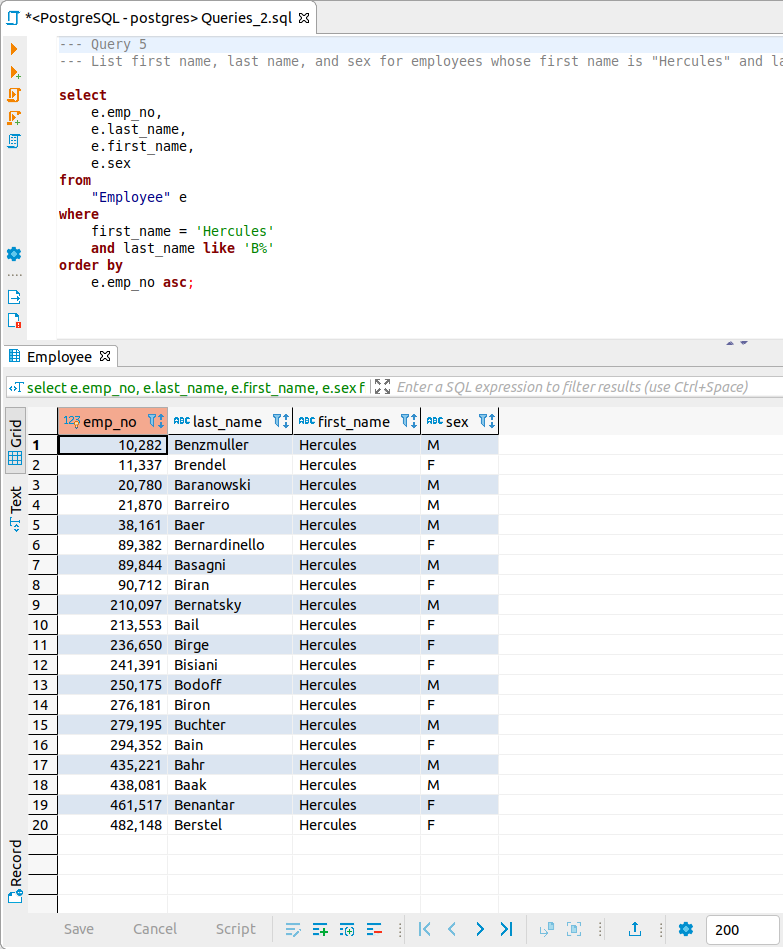 *<PostgreSQL - postgres> Queries_2.sql
--- Query 5
--- List first name, last name, and sex for employees whose first name is "Hercules" and la
select
e.emp_no,
e.last_name,
e.first_name,
e.sex
from
"Employee" e
where
first_name = 'Hercules'
and last_name like 'B%'
order by
e.emp_no asc;
Employee
select e.emp_no, e.last_name, e.first_name, e.sex f Enter a SQL expression to filter results (use Ctrl+Space)
Grid
Text
Record
123 emp_no ABC last_name ABC first_name ABC sex
1 10,282 Benzmuller Hercules M
2 11,337 Brendel Hercules F
3 20,780 Baranowski Hercules M
4 21,870 Barreiro Hercules M
5 38,161 Baer Hercules M
6 89,382 Bernardinello Hercules F
7 89,844 Basagni Hercules M
8 90,712 Biran Hercules F
9 210,097 Bernatsky Hercules M
10 213,553 Bail Hercules F
11 236,650 Birge Hercules F
12 241,391 Bisiani Hercules F
13 250,175 Bodoff Hercules M
14 276,181 Biron Hercules F
15 279,195 Buchter Hercules M
16 294,352 Bain Hercules F
17 435,221 Bahr Hercules M
18 438,081 Baak Hercules M
19 461,517 Benantar Hercules F
20 482,148 Berstel Hercules F
Save Cancel Script 200